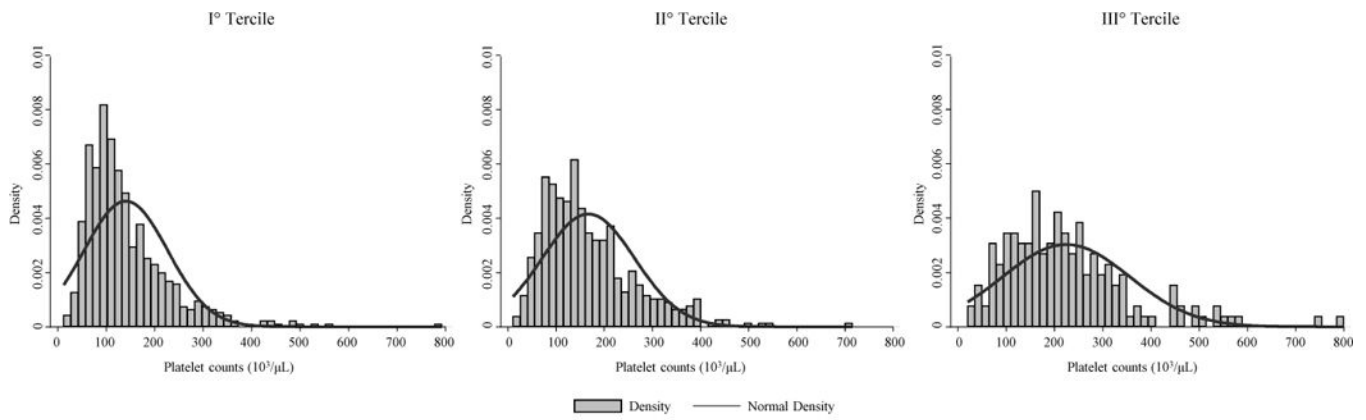 I° Tercile
Density
0.01
0.008
0.006
0.004
0.002
0
0 100 200 300 400 500 600 700 800
Platelet counts (10³/µL)
II° Tercile
Density
0.01
0.008
0.006
0.004
0.002
0
0 100 200 300 400 500 600 700 800
Platelet counts (10³/µL)
III° Tercile
Density
0.01
0.008
0.006
0.004
0.002
0
0 100 200 300 400 500 600 700 800
Platelet counts (10³/µL)
Density Normal Density